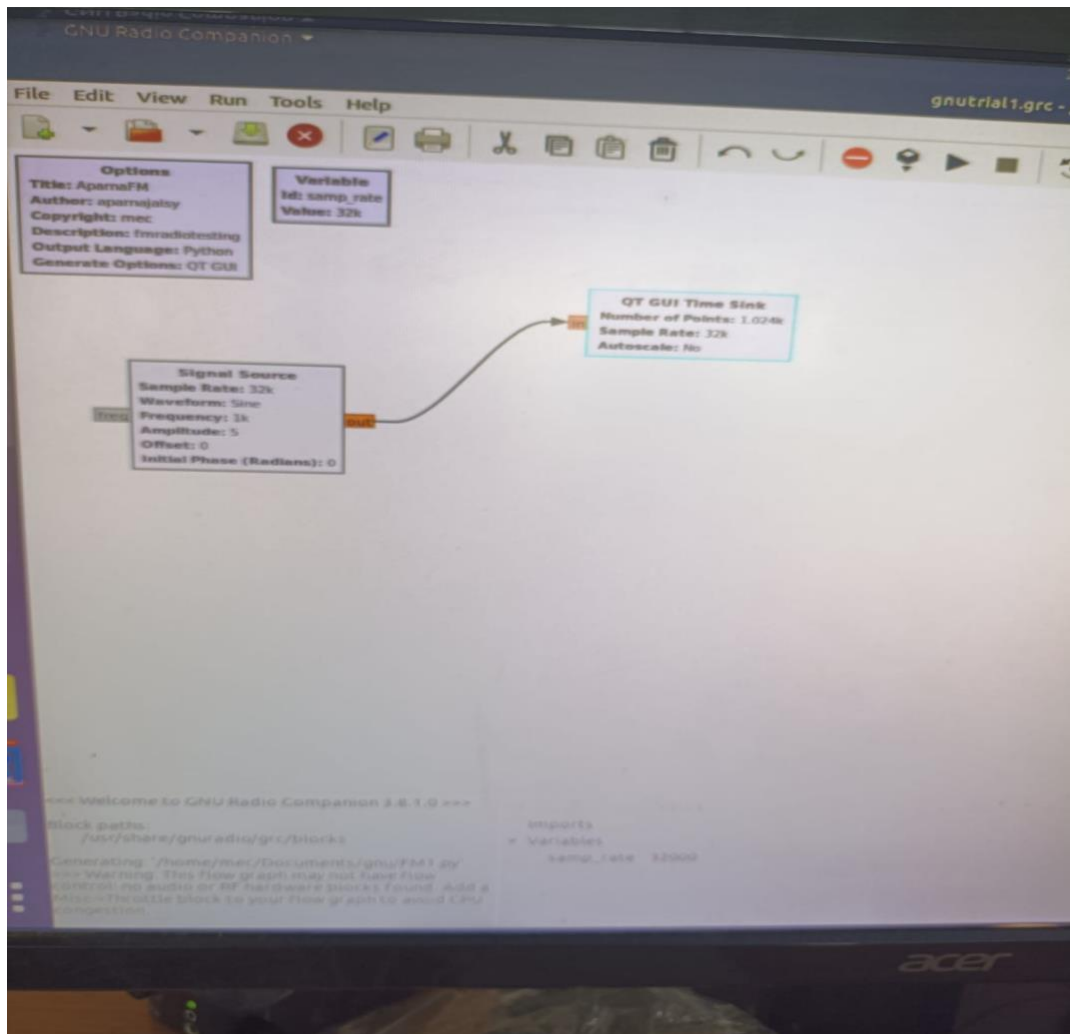 GNU Radio Companion
File Edit View Run Tools Help
gnutrial1.grc -
Options
Title: AparnaFM
Author: aparnajaisy
Copyright: mec
Description: fmradiotesting
Output Language: Python
Generate Options: QT GUI
Variable
Id: samp_rate
Value: 32k
QT GUI Time Sink
Number of Points: 1.024k
Sample Rate: 32k
Autoscale: No
in
Signal Source
Sample Rate: 32k
Waveform: Sine
Frequency: 1k
Amplitude: 5
Offset: 0
Initial Phase (Radians): 0
freq
out
<<< Welcome to GNU Radio Companion 3.8.1.0 >>>
Block paths:
/usr/share/gnuradio/grc/blocks
Generating: '/home/mec/Documents/gnu/FM1.py'
>>> Warning: This flow graph may not have flow
control: no audio or RF hardware blocks found. Add a
Misc->Throttle block to your flow graph to avoid CPU
congestion.
Imports
Variables
samp_rate 32000
acer